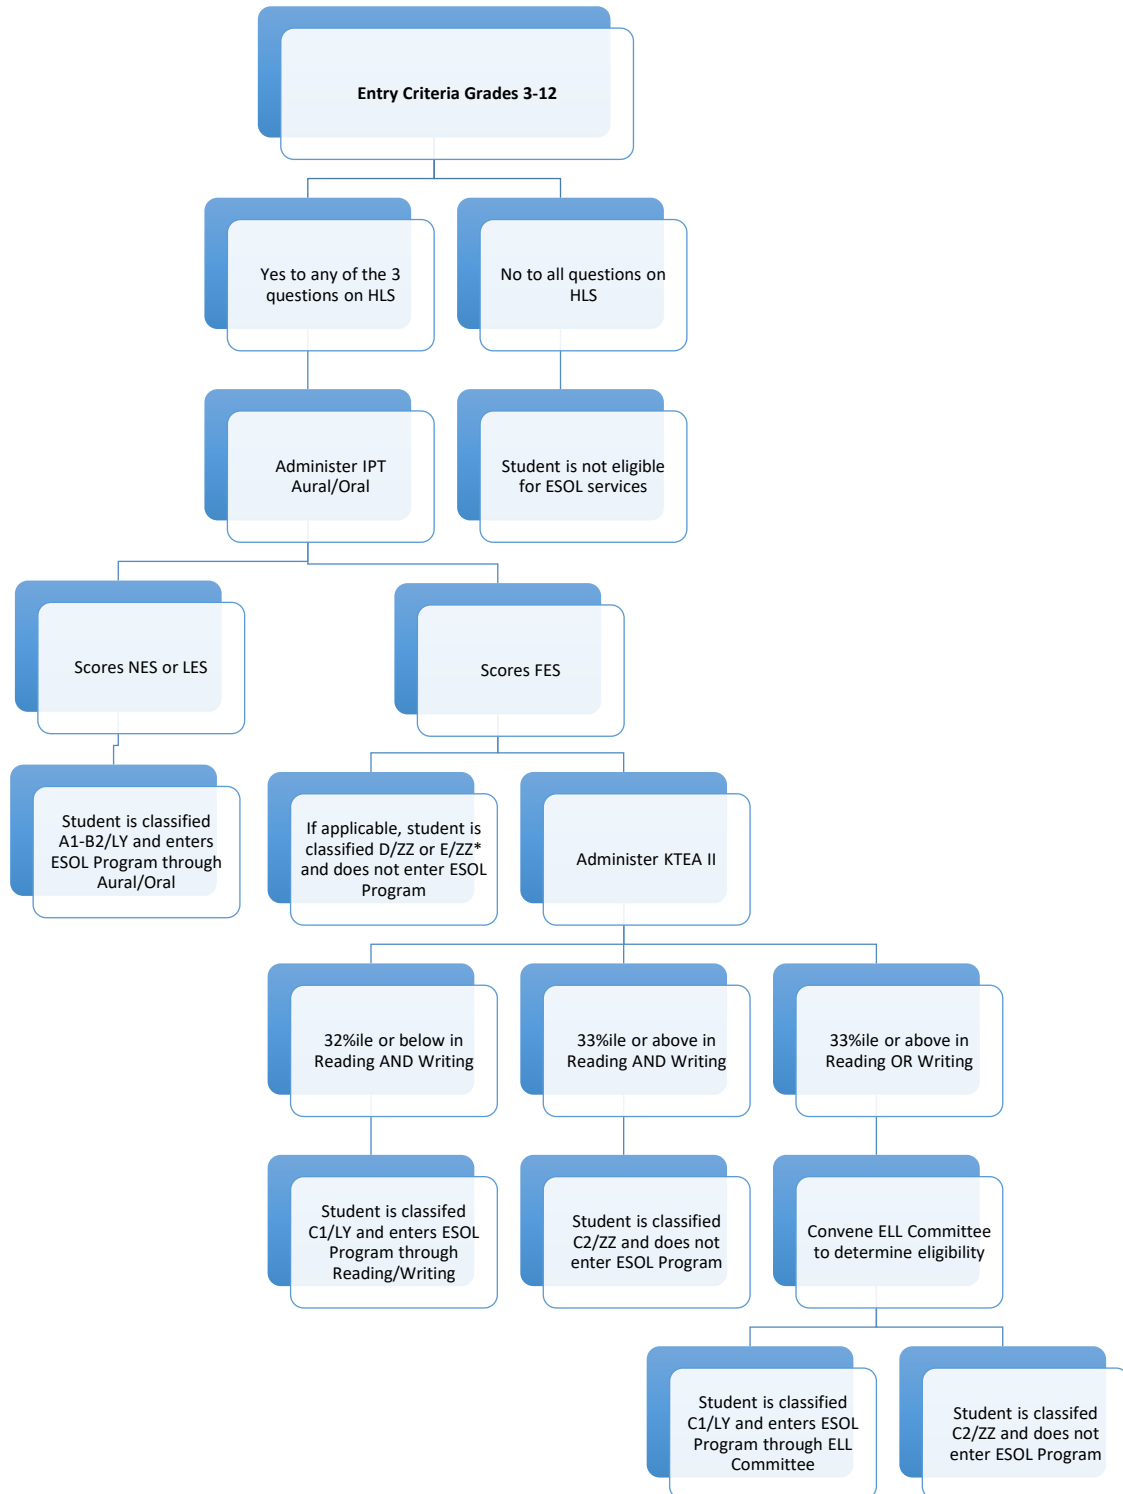 Entry Criteria Grades 3-12
Yes to any of the 3
questions on HLS
No to all questions on
HLS
Administer IPT
Aural/Oral
Student is not eligible
for ESOL services
Scores NES or LES
Scores FES
Student is classified
A1-B2/LY and enters
ESOL Program through
Aural/Oral
If applicable, student is
classified D/ZZ or E/ZZ*
and does not enter ESOL
Program
Administer KTEA II
32%ile or below in
Reading AND Writing
33%ile or above in
Reading AND Writing
33%ile or above in
Reading OR Writing
Student is classifed
C1/LY and enters ESOL
Program through
Reading/Writing
Student is classified
C2/ZZ and does not
enter ESOL Program
Convene ELL Committee
to determine eligibility
Student is classified
C1/LY and enters ESOL
Program through ELL
Committee
Student is classifed
C2/ZZ and does not
enter ESOL Program